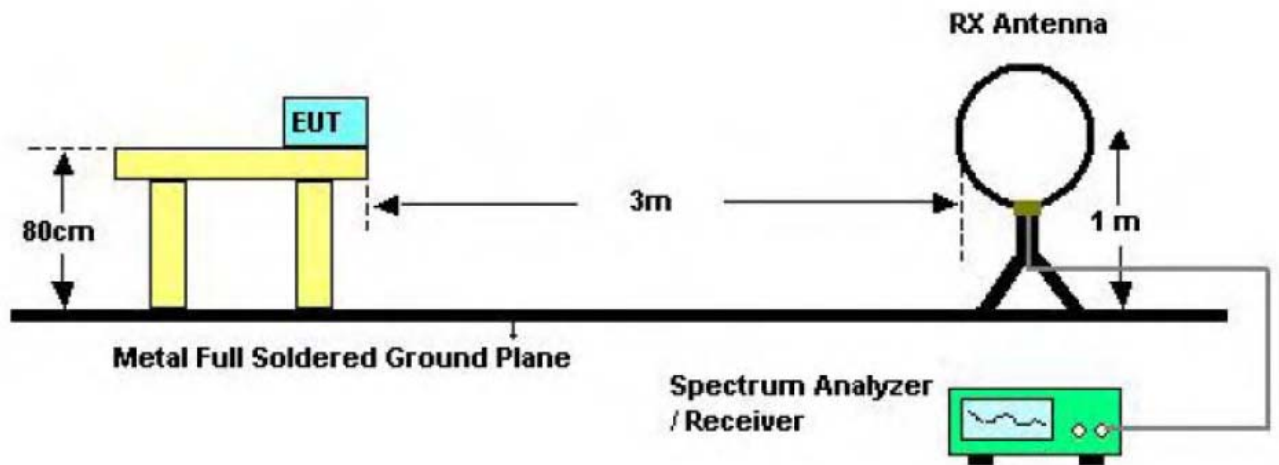 RX Antenna
EUT
80cm
3m
1 m
Metal Full Soldered Ground Plane
Spectrum Analyzer
/ Receiver